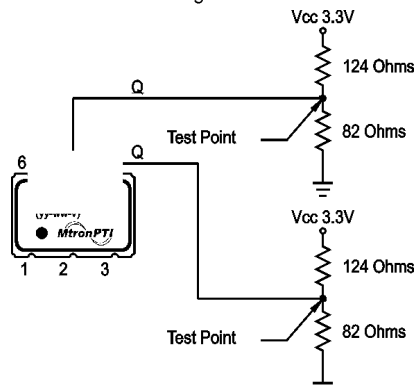 Vcc 3.3V
124 Ohms
Q
Test Point
82 Ohms
Q
6
Vcc 3.3V
MtronPTI
124 Ohms
1 2 3
Test Point
82 Ohms